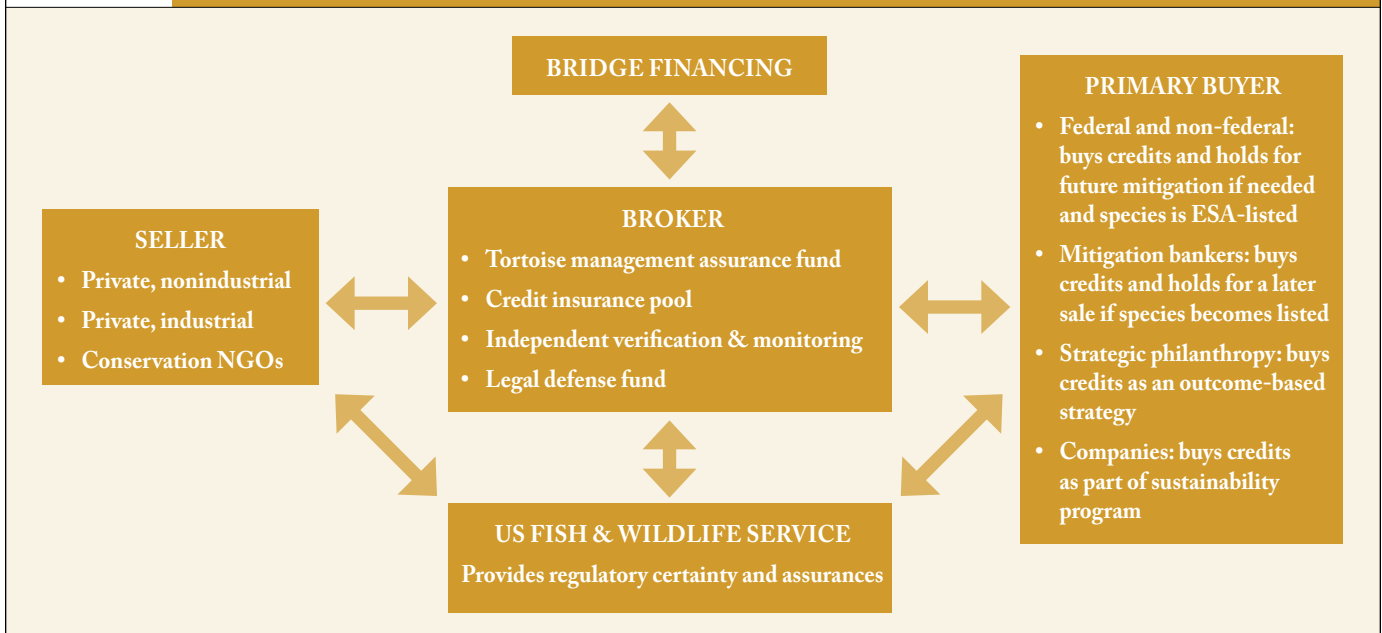 BRIDGE FINANCING
PRIMARY BUYER
• Federal and non-federal:
buys credits and holds for
future mitigation if needed
and species is ESA-listed
• Mitigation bankers: buys
credits and holds for a later
sale if species becomes listed
• Strategic philanthropy: buys
credits as an outcome-based
strategy
• Companies: buys credits
as part of sustainability
program
SELLER
• Private, nonindustrial
• Private, industrial
• Conservation NGOs
BROKER
• Tortoise management assurance fund
• Credit insurance pool
• Independent verification & monitoring
• Legal defense fund
US FISH & WILDLIFE SERVICE
Provides regulatory certainty and assurances